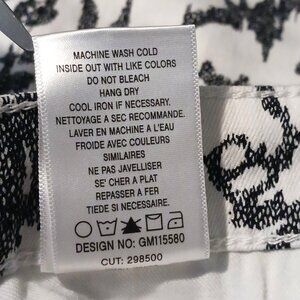 MACHINE WASH COLD
INSIDE OUT WITH LIKE COLORS
DO NOT BLEACH
HANG DRY
COOL IRON IF NECESSARY.
NETTOYAGE A SEC RECOMMANDE.
LAVER EN MACHINE A L'EAU
FROIDE AVEC COULEURS
SIMILAIRES
NE PAS JAVELLISER
SE' CHER A PLAT
REPASSER A FER
TIEDE SI NECESSAIRE.
DESIGN NO: GM115580
CUT: 298500